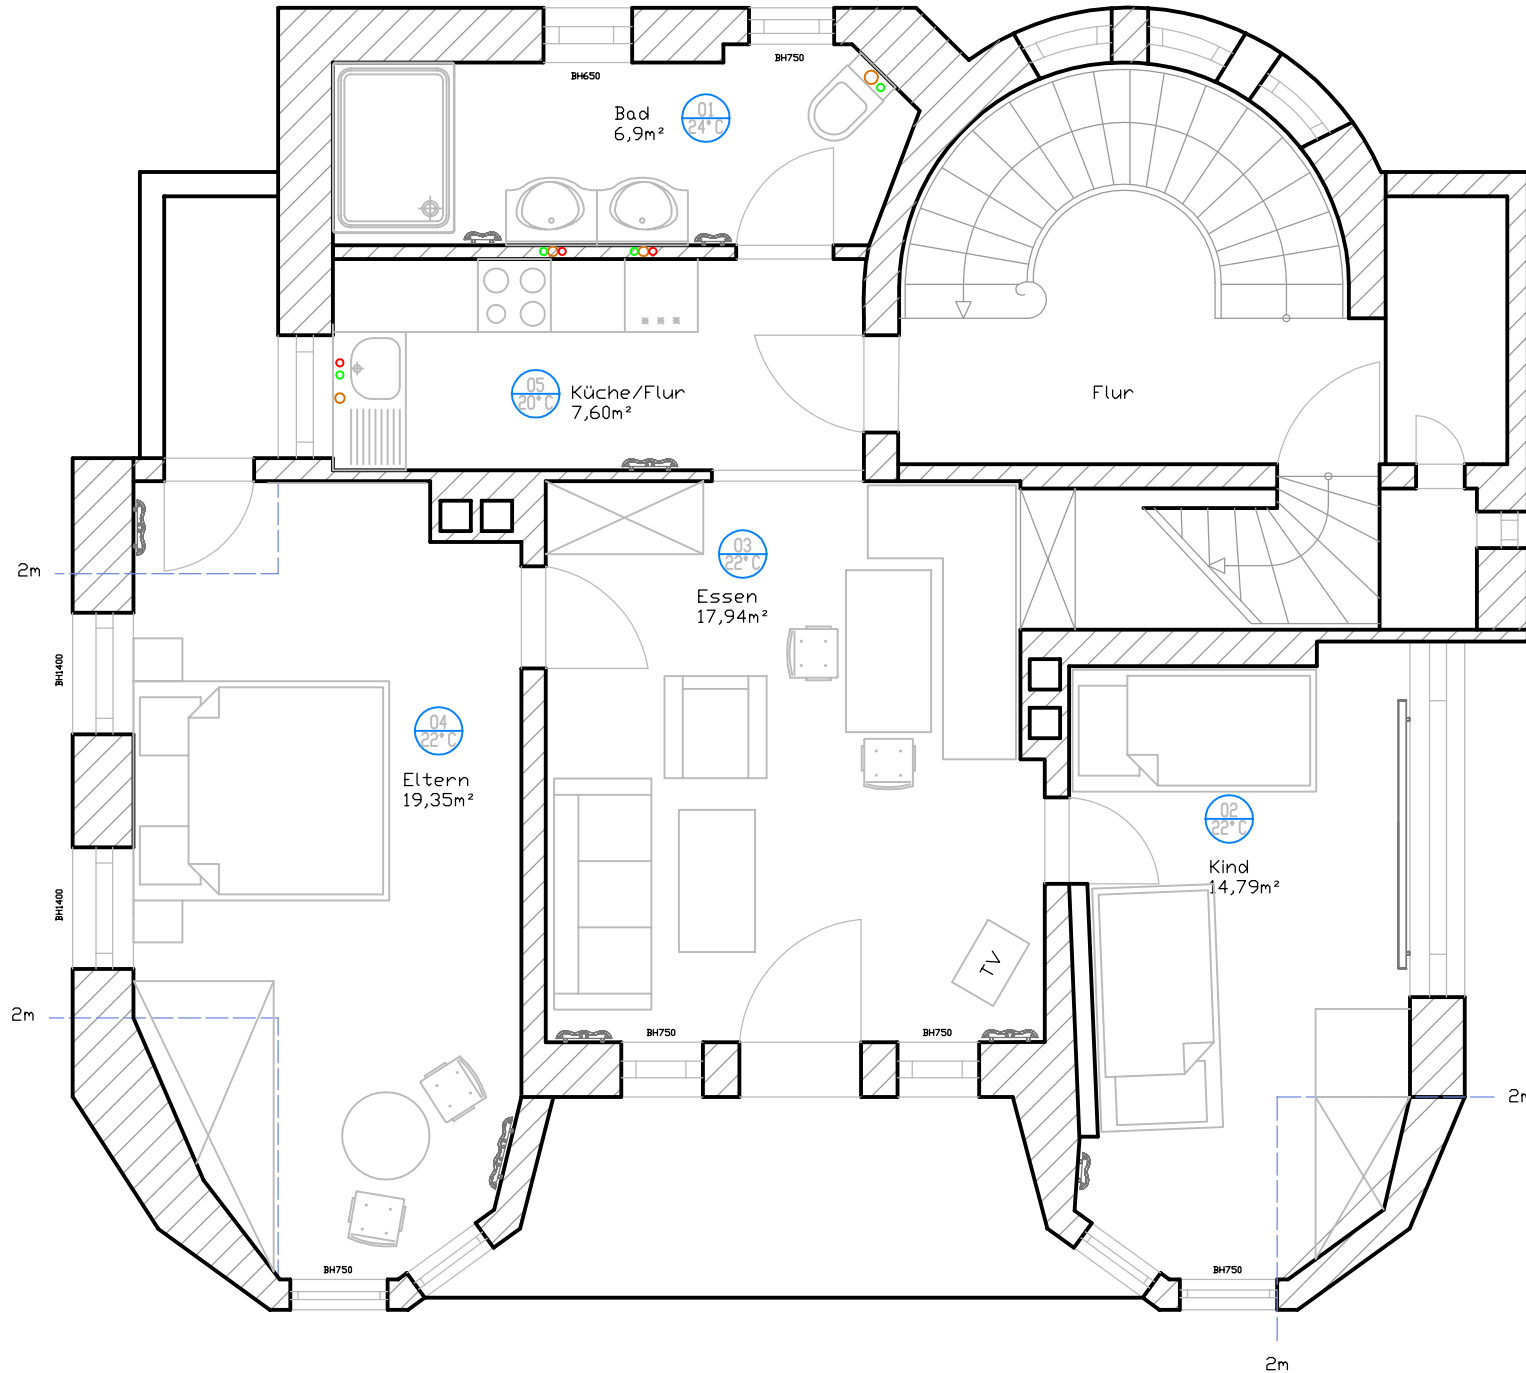 BH650
BH750
Bad
6,9m²
01
24°C
05
20°C
Küche/Flur
7,60m²
Flur
2m
03
22°C
Essen
17,94m²
BH1400
04
22°C
Eltern
19,35m²
02
22°C
Kind
14,79m²
BH1400
TV
2m
BH750
BH750
2m
BH750
BH750
2m